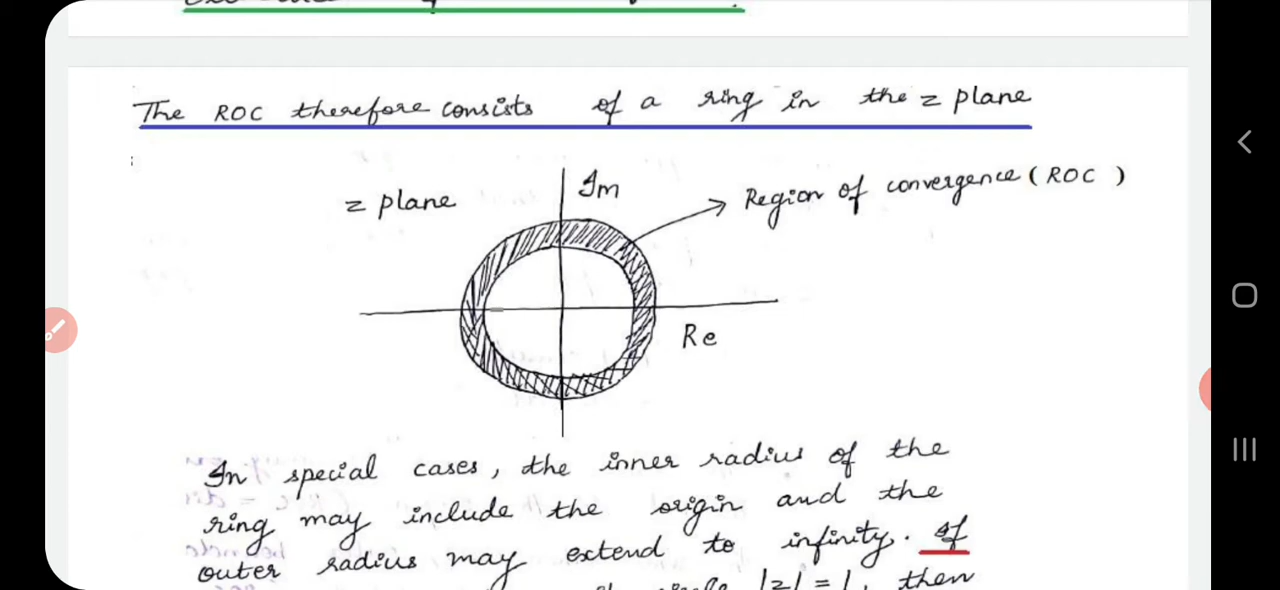 The ROC therefore consists of a ring in the z plane
z plane
Im
Region of convergence (ROC)
Re
In special cases, the inner radius of the
ring may include the origin and the
outer radius may extend to infinity. If
|z| = 1, then